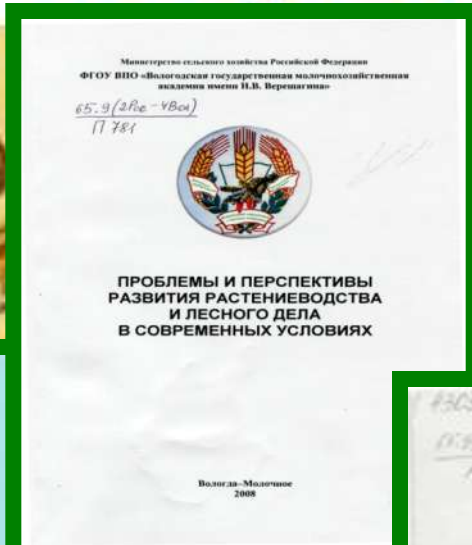 Министерство сельского хозяйства Российской Федерации
ФГОУ ВПО «Вологодская государственная молочнохозяйственная
академия имени Н.В. Верещагина»
65.9(2Рос-4Вол)
П 781
ПРОБЛЕМЫ И ПЕРСПЕКТИВЫ
РАЗВИТИЯ РАСТЕНИЕВОДСТВА
И ЛЕСНОГО ДЕЛА
В СОВРЕМЕННЫХ УСЛОВИЯХ
Вологда–Молочное
2008